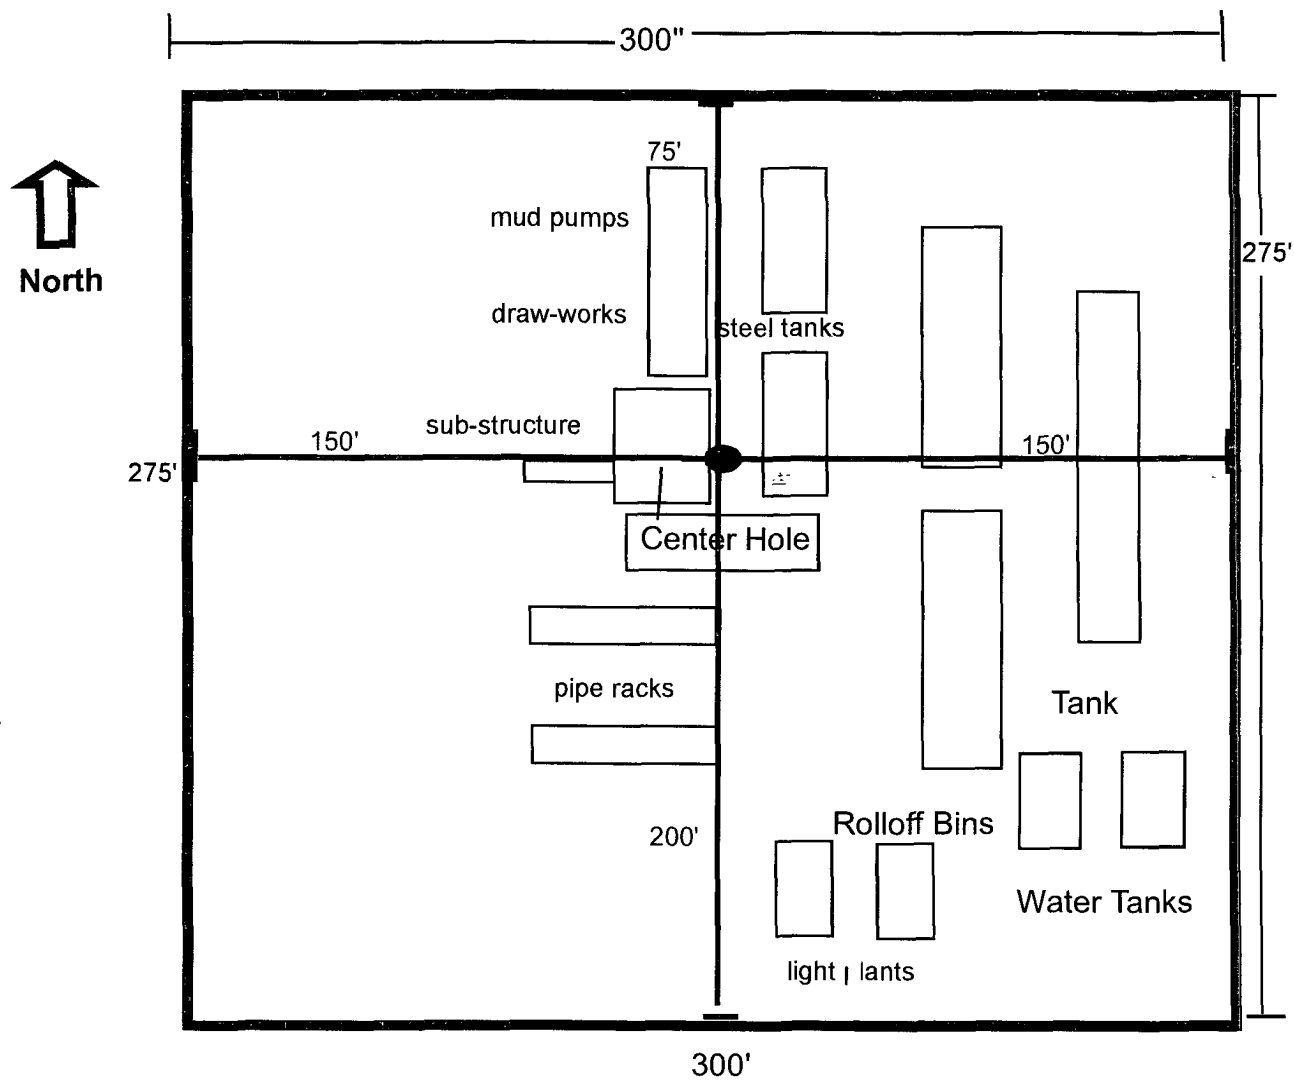 300"
75'
mud pumps
275'
North
draw-works
steel tanks
sub-structure
150'
150'
275'
Center Hole
pipe racks
Tank
Rolloff Bins
200'
Water Tanks
light plants
300'